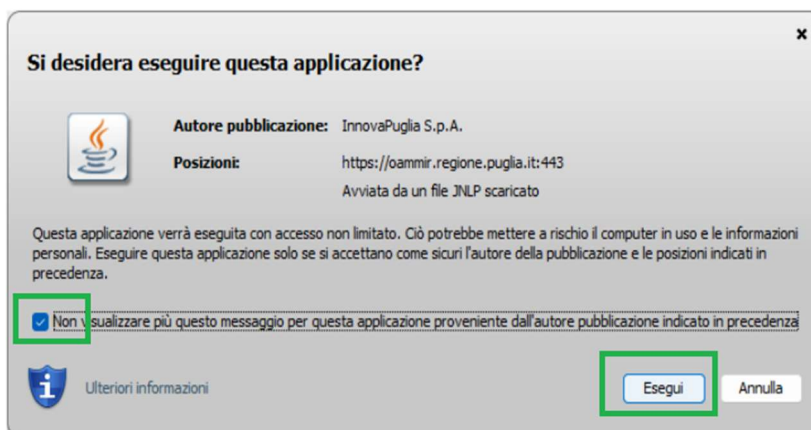 Si desidera eseguire questa applicazione?
Autore pubblicazione: InnovaPuglia S.p.A.
Posizioni: https://oammir.regione.puglia.it:443
Avviata da un file JNLP scaricato
Questa applicazione verrà eseguita con accesso non limitato. Ciò potrebbe mettere a rischio il computer in uso e le informazioni
personali. Eseguire questa applicazione solo se si accettano come sicuri l'autore della pubblicazione e le posizioni indicati in
precedenza.
Non visualizzare più questo messaggio per questa applicazione proveniente dall'autore pubblicazione indicato in precedenza
Ulteriori informazioni
Esegui
Annulla